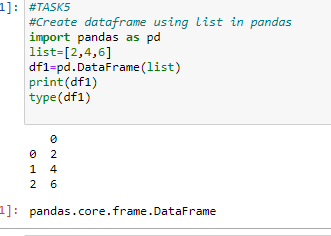 1]: #TASK5
#Create dataframe using list in pandas
import pandas as pd
list=[2,4,6]
df1=pd.DataFrame(list)
print(df1)
type(df1)
0
0 2
1 4
2 6
1]: pandas.core.frame.DataFrame